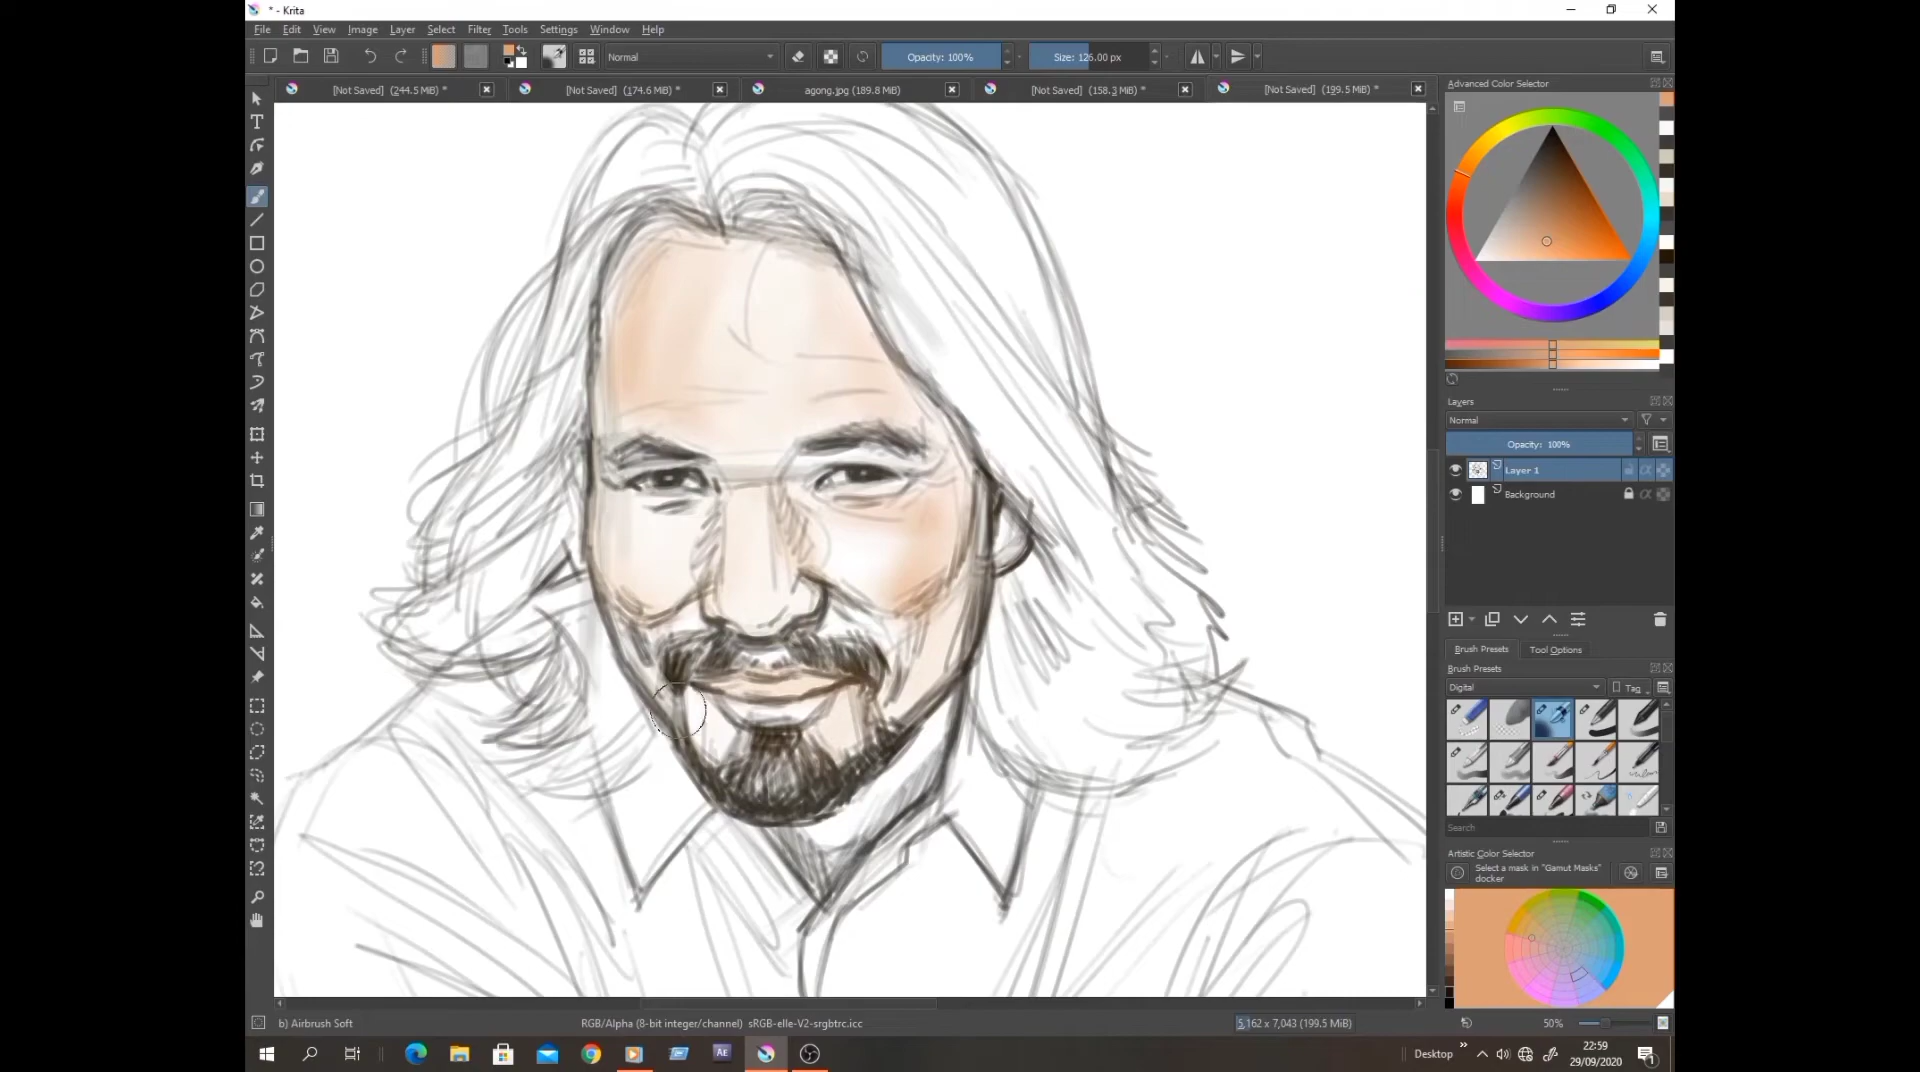 * - Krita
File Edit View Image Layer Select Filter Tools Settings Window Help
Normal Opacity: 100% Size: 126.00 px
[Not Saved] (244.5 MiB) * [Not Saved] (174.6 MiB) * agong.jpg (189.8 MiB) [Not Saved] (158.3 MiB) * [Not Saved] (199.5 MiB) *
Advanced Color Selector
Layers
Normal
Opacity: 100%
Layer 1
Background
Brush Presets Tool Options
Brush Presets
Digital Tag
Search
Artistic Color Selector
Select a mask in "Gamut Masks"
docker
b) Airbrush Soft RGB/Alpha (8-bit integer/channel) sRGB-elle-V2-srgbtrc.icc 5,162 x 7,043 (199.5 MiB) 50%
Ae Desktop 22:59
29/09/2020 1